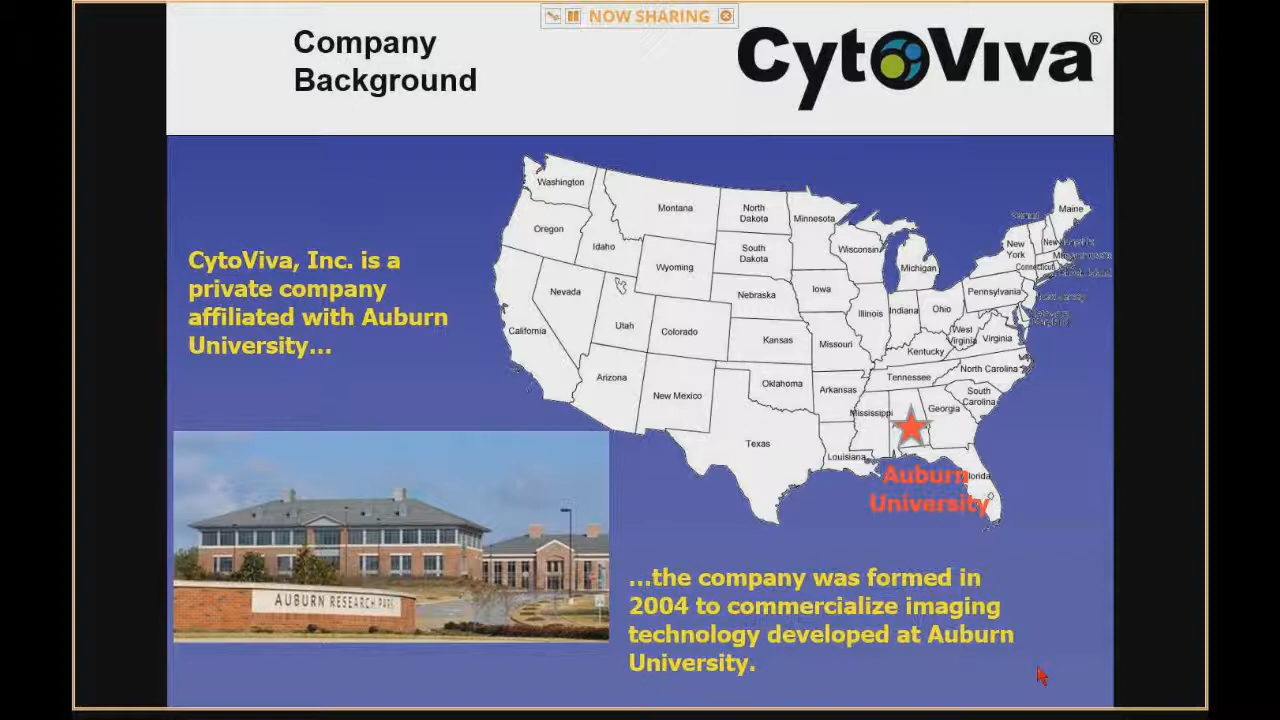 NOW SHARING
Company
Background
CytoViva®
Washington
Oregon
California
Nevada
Idaho
Montana
Wyoming
Utah
Colorado
Arizona
New Mexico
North
Dakota
South
Dakota
Nebraska
Kansas
Oklahoma
Texas
Minnesota
Iowa
Missouri
Arkansas
Louisiana
Wisconsin
Illinois
Michigan
Indiana
Ohio
Kentucky
Tennessee
Mississippi
Georgia
South
Carolina
North Carolina
Virginia
West
Virginia
Pennsylvania
New
York
Maine
Connecticut
CytoViva, Inc. is a
private company
affiliated with Auburn
University...
Auburn
University
AUBURN RESEARCH PARK
...the company was formed in
2004 to commercialize imaging
technology developed at Auburn
University.